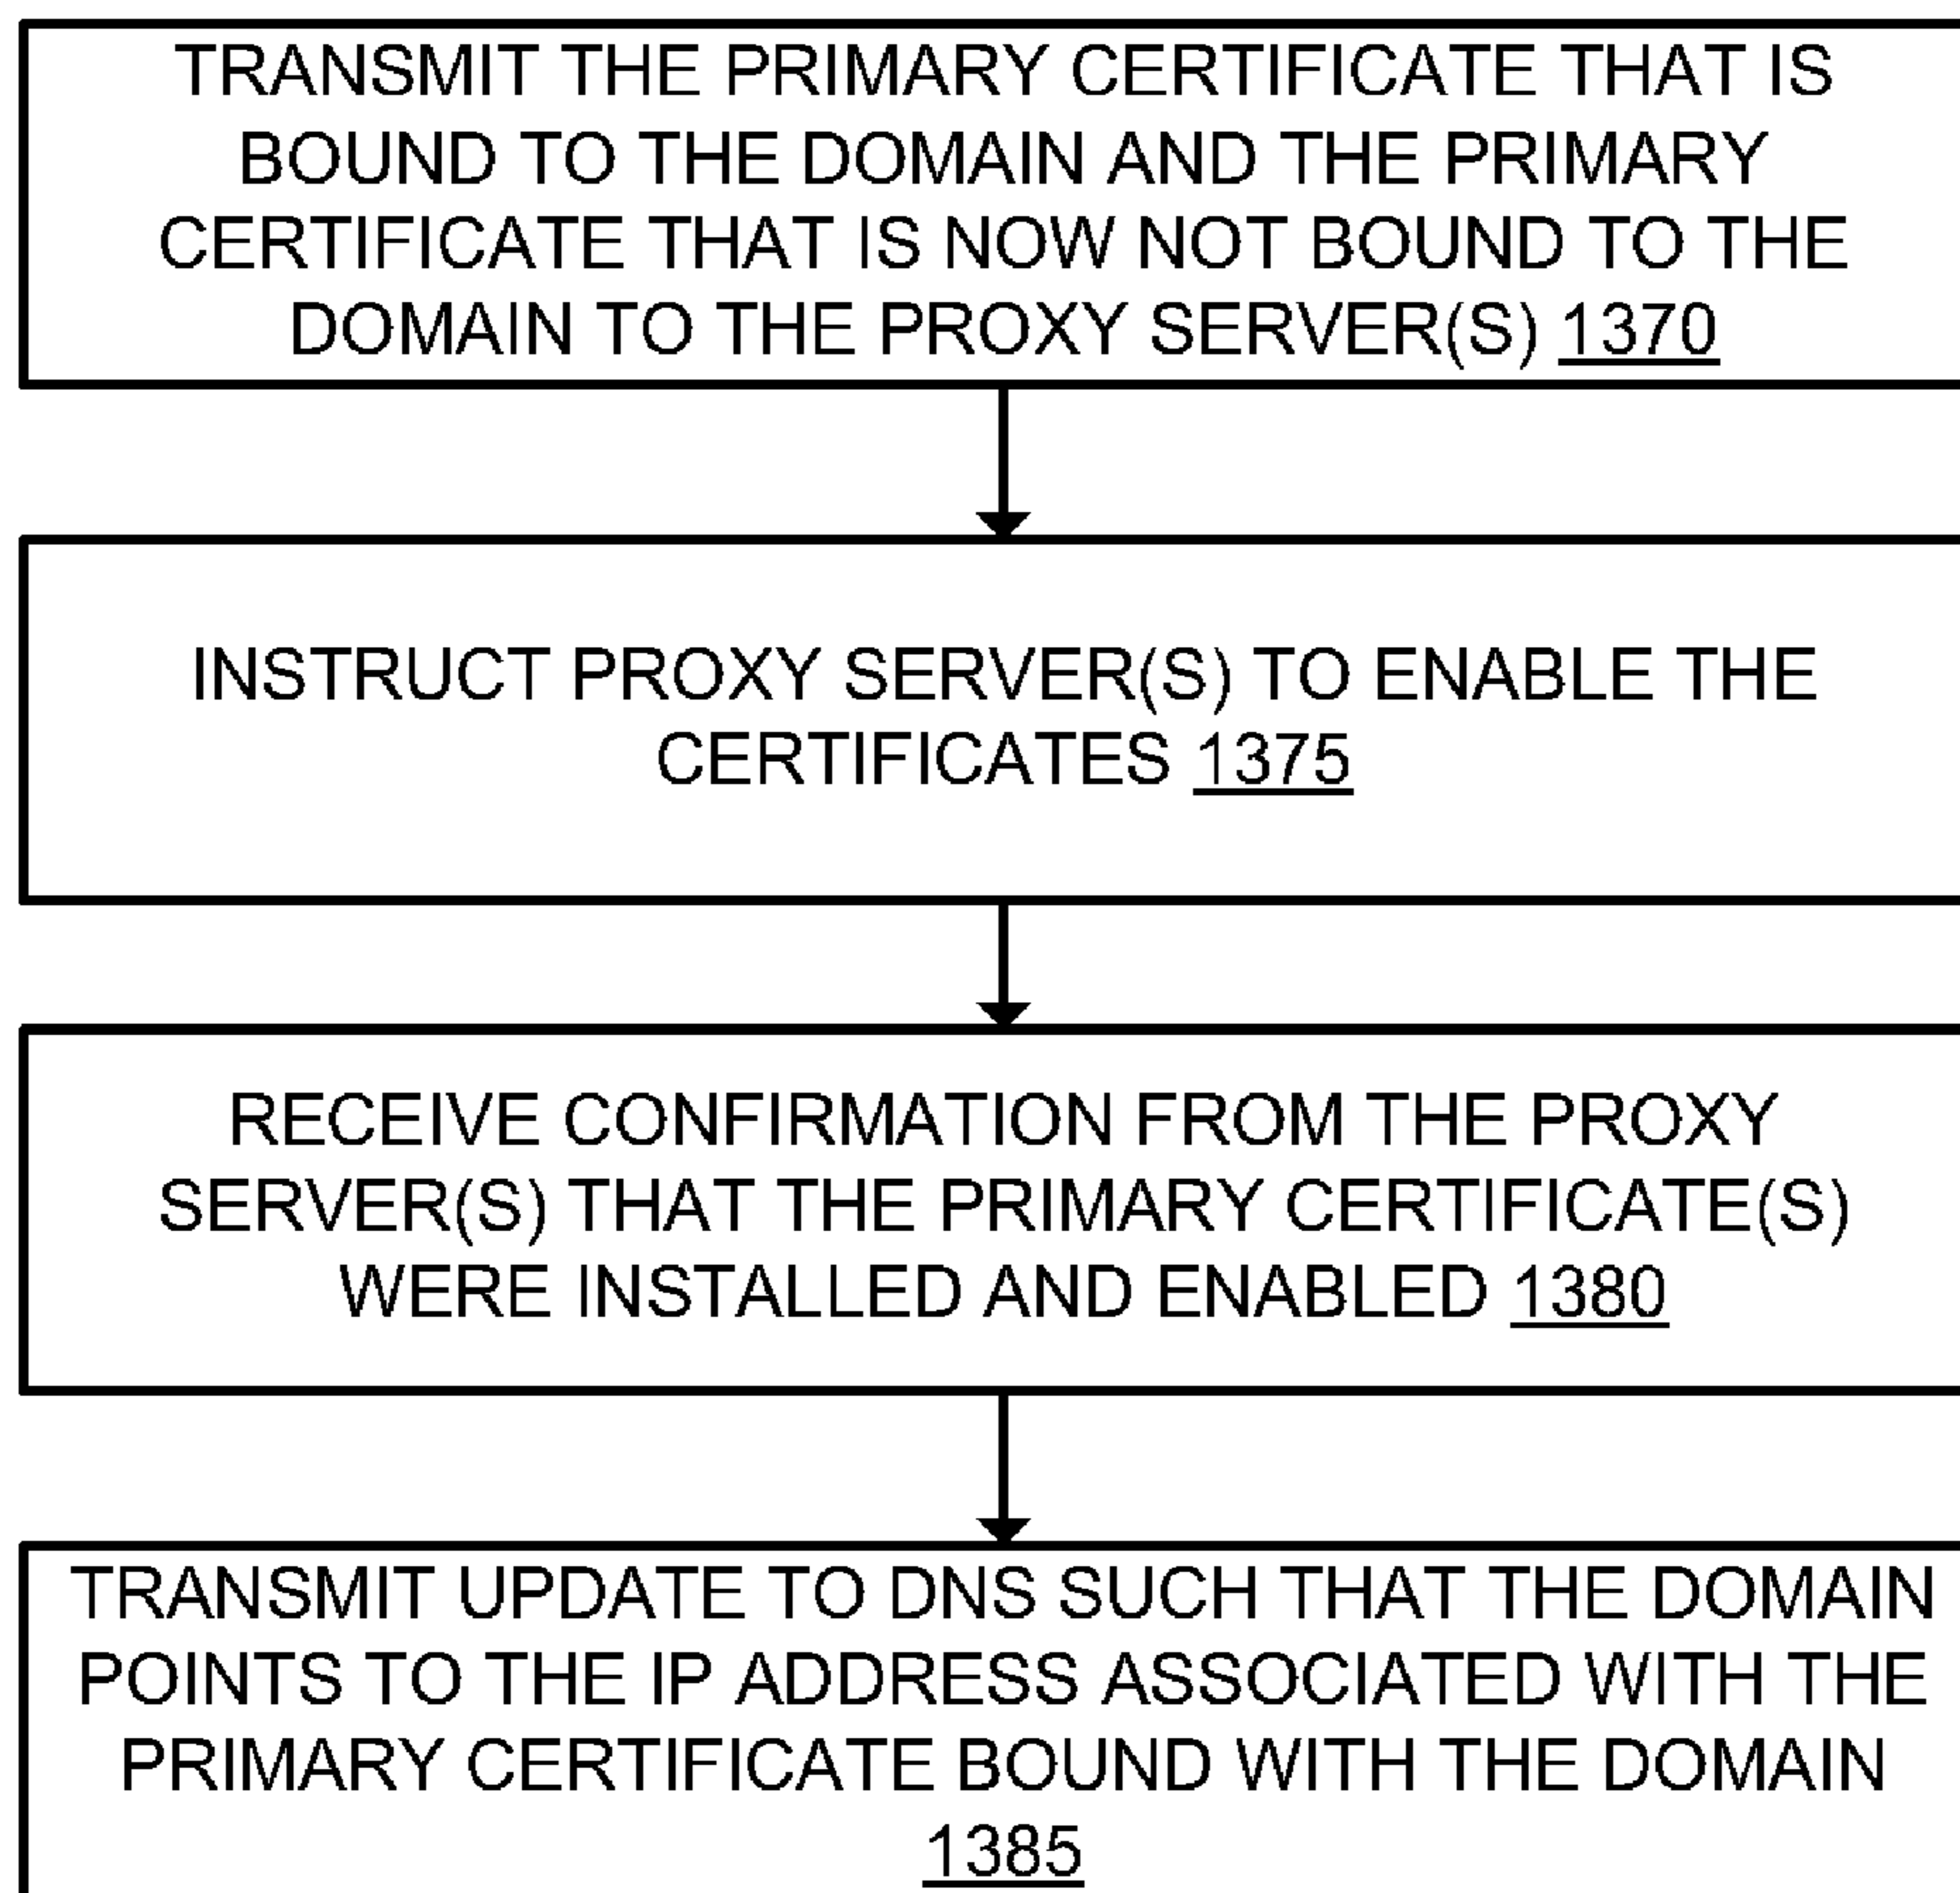 TRANSMIT THE PRIMARY CERTIFICATE THAT IS
BOUND TO THE DOMAIN AND THE PRIMARY
CERTIFICATE THAT IS NOW NOT BOUND TO THE
DOMAIN TO THE PROXY SERVER(S) 1370
INSTRUCT PROXY SERVER(S) TO ENABLE THE
CERTIFICATES 1375
RECEIVE CONFIRMATION FROM THE PROXY
SERVER(S) THAT THE PRIMARY CERTIFICATE(S)
WERE INSTALLED AND ENABLED 1380
TRANSMIT UPDATE TO DNS SUCH THAT THE DOMAIN
POINTS TO THE IP ADDRESS ASSOCIATED WITH THE
PRIMARY CERTIFICATE BOUND WITH THE DOMAIN
1385